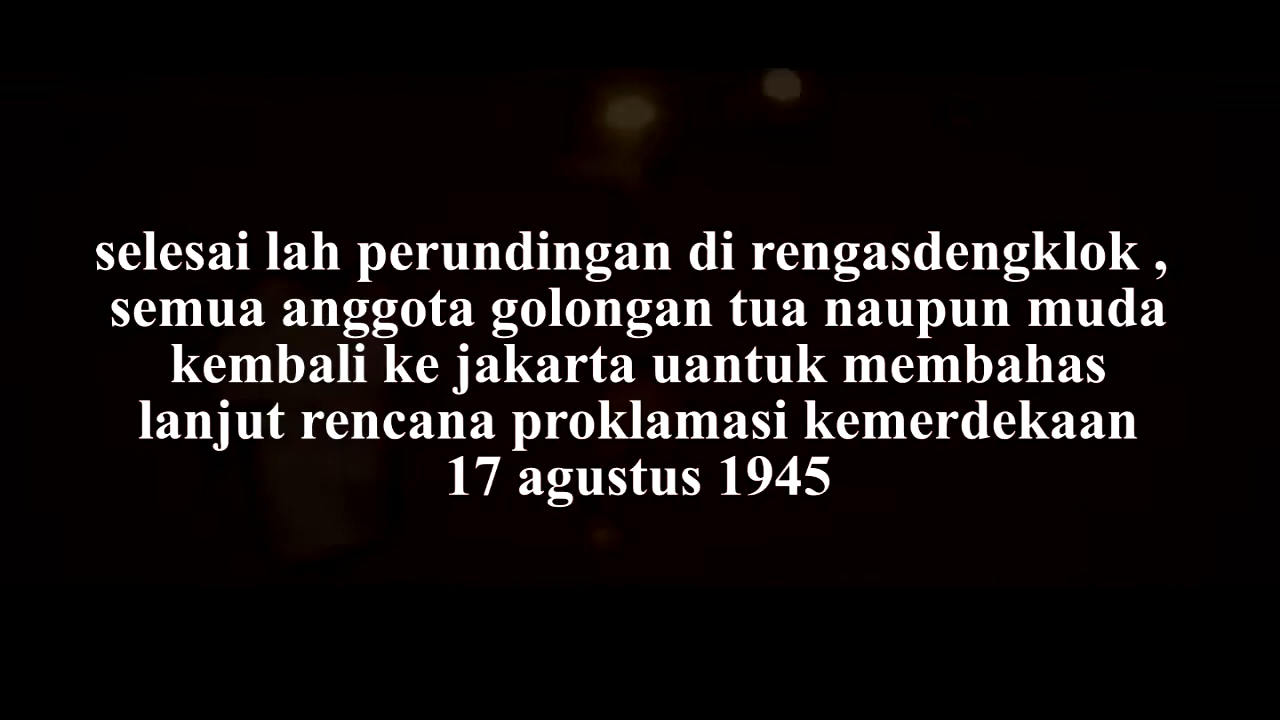 selesai lah perundingan di rengasdengklok ,
semua anggota golongan tua naupun muda
kembali ke jakarta uantuk membahas
lanjut rencana proklamasi kemerdekaan
17 agustus 1945